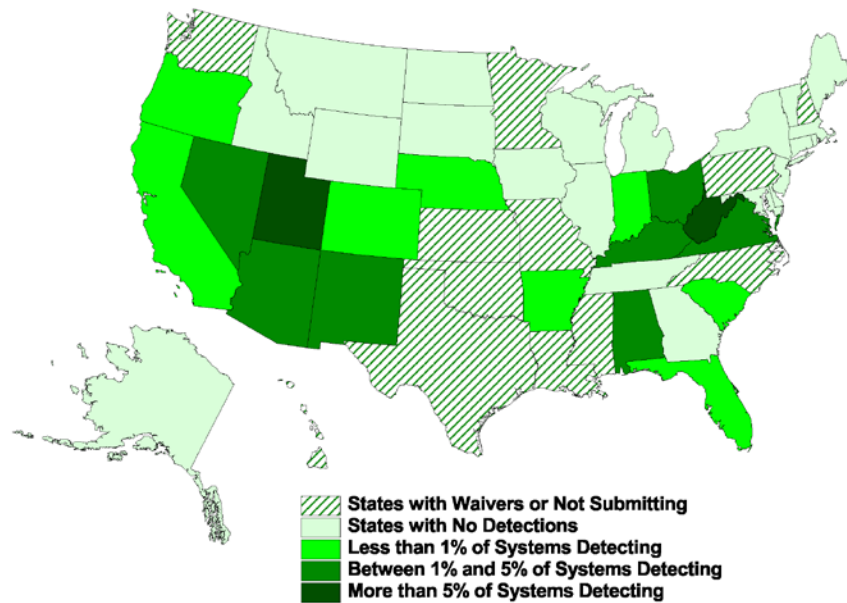 States with Waivers or Not Submitting
States with No Detections
Less than 1% of Systems Detecting
Between 1% and 5% of Systems Detecting
More than 5% of Systems Detecting